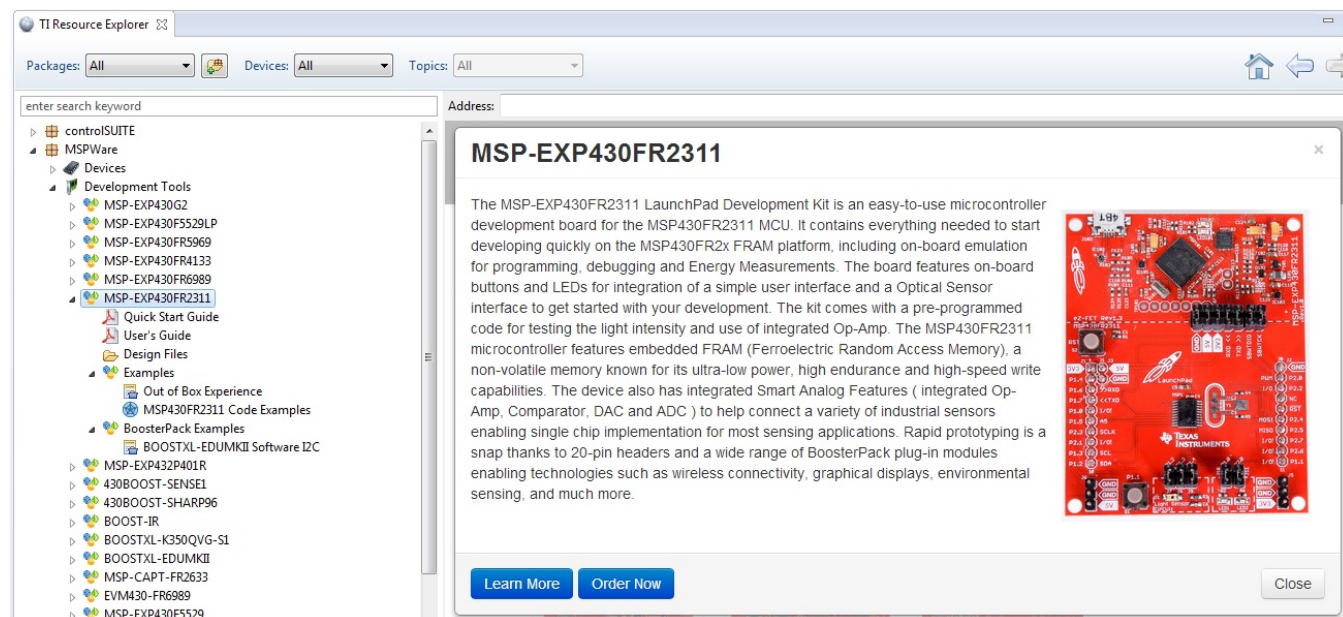 TI Resource Explorer
Packages: All Devices: All Topics: All
enter search keyword
Address:
controlSUITE
MSPWare
Devices
Development Tools
MSP-EXP430G2
MSP-EXP430F5529LP
MSP-EXP430FR5969
MSP-EXP430FR4133
MSP-EXP430FR6989
MSP-EXP430FR2311
Quick Start Guide
User's Guide
Design Files
Examples
Out of Box Experience
MSP430FR2311 Code Examples
BoosterPack Examples
BOOSTXL-EDUMKII Software I2C
MSP-EXP432P401R
430BOOST-SENSE1
430BOOST-SHARP96
BOOST-IR
BOOSTXL-K350QVG-S1
BOOSTXL-EDUMKII
MSP-CAPT-FR2633
EVM430-FR6989
MSP-EXP430F5529
MSP-EXP430FR2311
The MSP-EXP430FR2311 LaunchPad Development Kit is an easy-to-use microcontroller
development board for the MSP430FR2311 MCU. It contains everything needed to start
developing quickly on the MSP430FR2x FRAM platform, including on-board emulation
for programming, debugging and Energy Measurements. The board features on-board
buttons and LEDs for integration of a simple user interface and a Optical Sensor
interface to get started with your development. The kit comes with a pre-programmed
code for testing the light intensity and use of integrated Op-Amp. The MSP430FR2311
microcontroller features embedded FRAM (Ferroelectric Random Access Memory), a
non-volatile memory known for its ultra-low power, high endurance and high-speed write
capabilities. The device also has integrated Smart Analog Features ( integrated Op-
Amp, Comparator, DAC and ADC ) to help connect a variety of industrial sensors
enabling single chip implementation for most sensing applications. Rapid prototyping is a
snap thanks to 20-pin headers and a wide range of BoosterPack plug-in modules
enabling technologies such as wireless connectivity, graphical displays, environmental
sensing, and much more.
MSP-EXP430FR2311
LaunchPad
TEXAS
INSTRUMENTS
Learn More
Order Now
Close